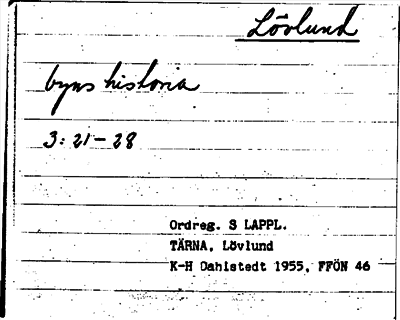 Lövlund
byns historia
3: 21-28
Ordreg. S LAPPL.
TÄRNA, Lövlund
K-H Dahlstedt 1955, FFÖN 46